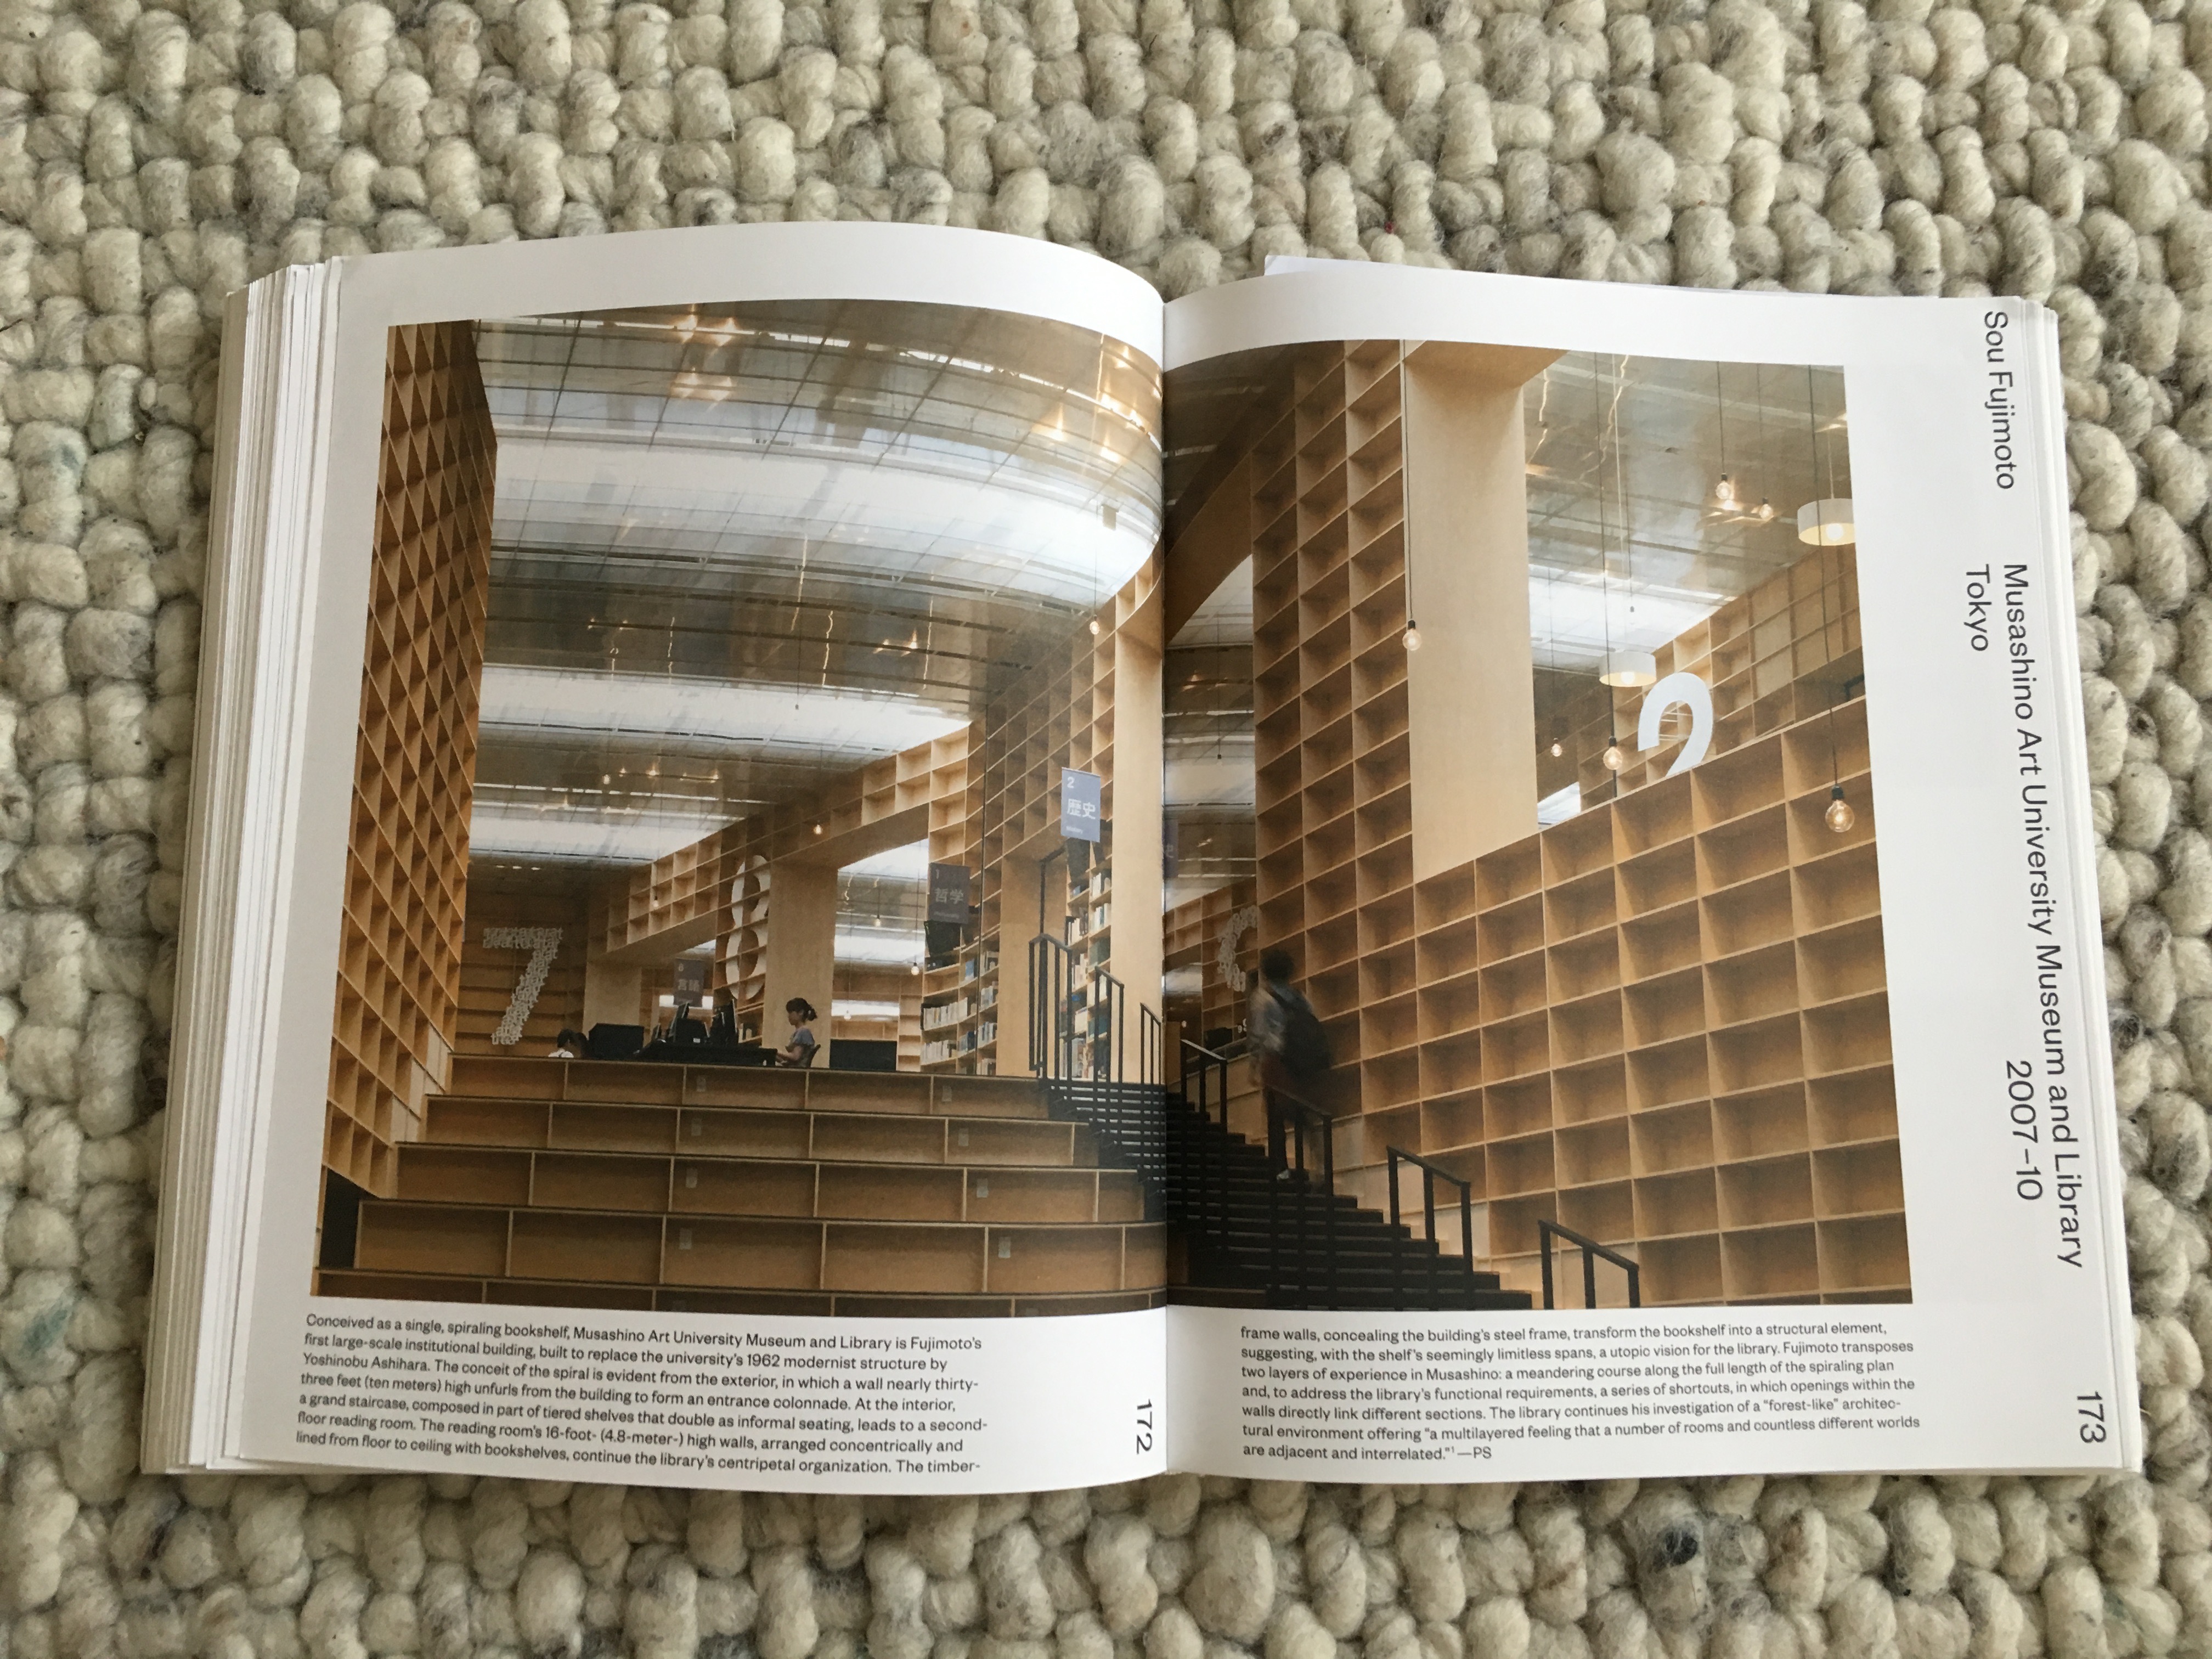 Sou Fujimoto
Musashino Art University Museum and Library
Tokyo
2007–10
2
歴史
1
哲学
8
言語
7
8
2
Conceived as a single, spiraling bookshelf, Musashino Art University Museum and Library is Fujimoto's
first large-scale institutional building, built to replace the university's 1962 modernist structure by
Yoshinobu Ashihara. The conceit of the spiral is evident from the exterior, in which a wall nearly thirty-
three feet (ten meters) high unfurls from the building to form an entrance colonnade. At the interior,
a grand staircase, composed in part of tiered shelves that double as informal seating, leads to a second-
floor reading room. The reading room's 16-foot- (4.8-meter-) high walls, arranged concentrically and
lined from floor to ceiling with bookshelves, continue the library's centripetal organization. The timber-
172
frame walls, concealing the building's steel frame, transform the bookshelf into a structural element,
suggesting, with the shelf's seemingly limitless spans, a utopic vision for the library. Fujimoto transposes
two layers of experience in Musashino: a meandering course along the full length of the spiraling plan
and, to address the library's functional requirements, a series of shortcuts, in which openings within the
walls directly link different sections. The library continues his investigation of a "forest-like" architec-
tural environment offering "a multilayered feeling that a number of rooms and countless different worlds
are adjacent and interrelated."¹ —PS
173